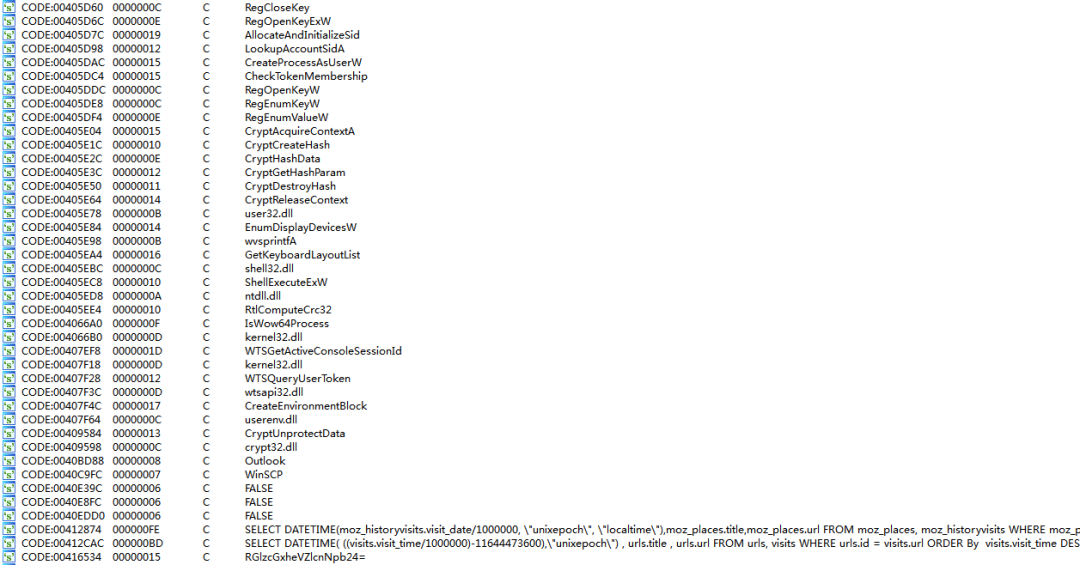 CODE:00405D60 0000000C C RegCloseKey
CODE:00405D6C 0000000E C RegOpenKeyExW
CODE:00405D7C 00000019 C AllocateAndInitializeSid
CODE:00405D98 00000012 C LookupAccountSidA
CODE:00405DAC 00000015 C CreateProcessAsUserW
CODE:00405DC4 00000015 C CheckTokenMembership
CODE:00405DDC 0000000C C RegOpenKeyW
CODE:00405DE8 0000000C C RegEnumKeyW
CODE:00405DF4 0000000E C RegEnumValueW
CODE:00405E04 00000015 C CryptAcquireContextA
CODE:00405E1C 00000010 C CryptCreateHash
CODE:00405E2C 0000000E C CryptHashData
CODE:00405E3C 00000012 C CryptGetHashParam
CODE:00405E50 00000011 C CryptDestroyHash
CODE:00405E64 00000014 C CryptReleaseContext
CODE:00405E78 0000000B C user32.dll
CODE:00405E84 00000014 C EnumDisplayDevicesW
CODE:00405E98 0000000B C wvsprintfA
CODE:00405EA4 00000016 C GetKeyboardLayoutList
CODE:00405EBC 0000000C C shell32.dll
CODE:00405EC8 00000010 C ShellExecuteExW
CODE:00405ED8 0000000A C ntdll.dll
CODE:00405EE4 00000010 C RtlComputeCrc32
CODE:004066A0 0000000F C IsWow64Process
CODE:004066B0 0000000D C kernel32.dll
CODE:00407EF8 0000001D C WTSGetActiveConsoleSessionId
CODE:00407F18 0000000D C kernel32.dll
CODE:00407F28 00000012 C WTSQueryUserToken
CODE:00407F3C 0000000D C wtsapi32.dll
CODE:00407F4C 00000017 C CreateEnvironmentBlock
CODE:00407F64 0000000C C userenv.dll
CODE:00409584 00000013 C CryptUnprotectData
CODE:00409598 0000000C C crypt32.dll
CODE:0040BD88 00000008 C Outlook
CODE:0040C9FC 00000007 C WinSCP
CODE:0040E39C 00000006 C FALSE
CODE:0040E8FC 00000006 C FALSE
CODE:0040EDD0 00000006 C FALSE
CODE:00412874 000000FE C SELECT DATETIME(moz_historyvisits.visit_date/1000000, \"unixepoch\", \"localtime\"),moz_places.title,moz_places.url FROM moz_places, moz_historyvisits WHERE moz_p
CODE:00412CAC 000000BD C SELECT DATETIME( ((visits.visit_time/1000000)-11644473600),\"unixepoch\") , urls.title , urls.url FROM urls, visits WHERE urls.id = visits.url ORDER By visits.visit_time DES
CODE:00416534 00000015 C RGlzcGxheVZlcnNpb24=